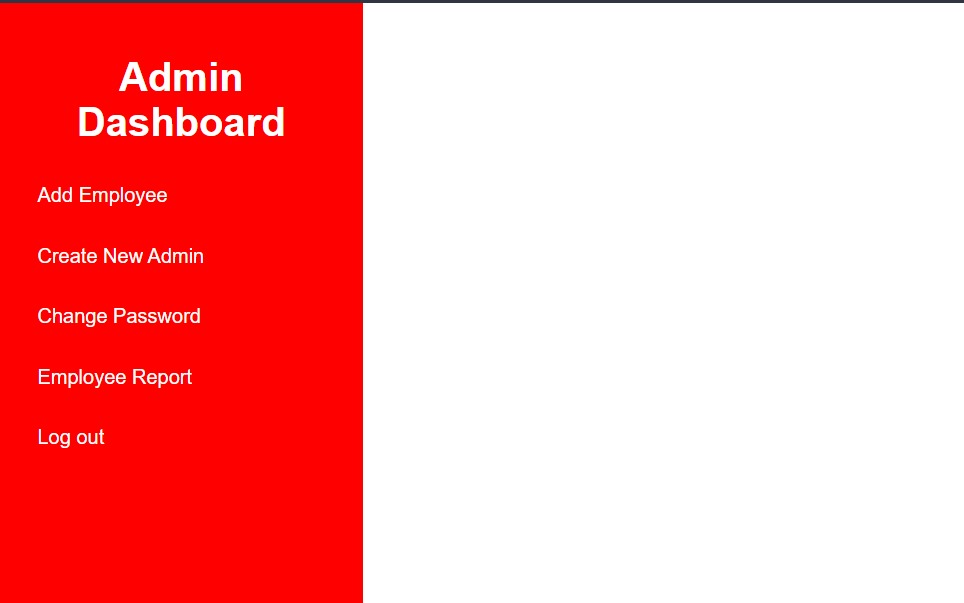 Admin
Dashboard
Add Employee
Create New Admin
Change Password
Employee Report
Log out